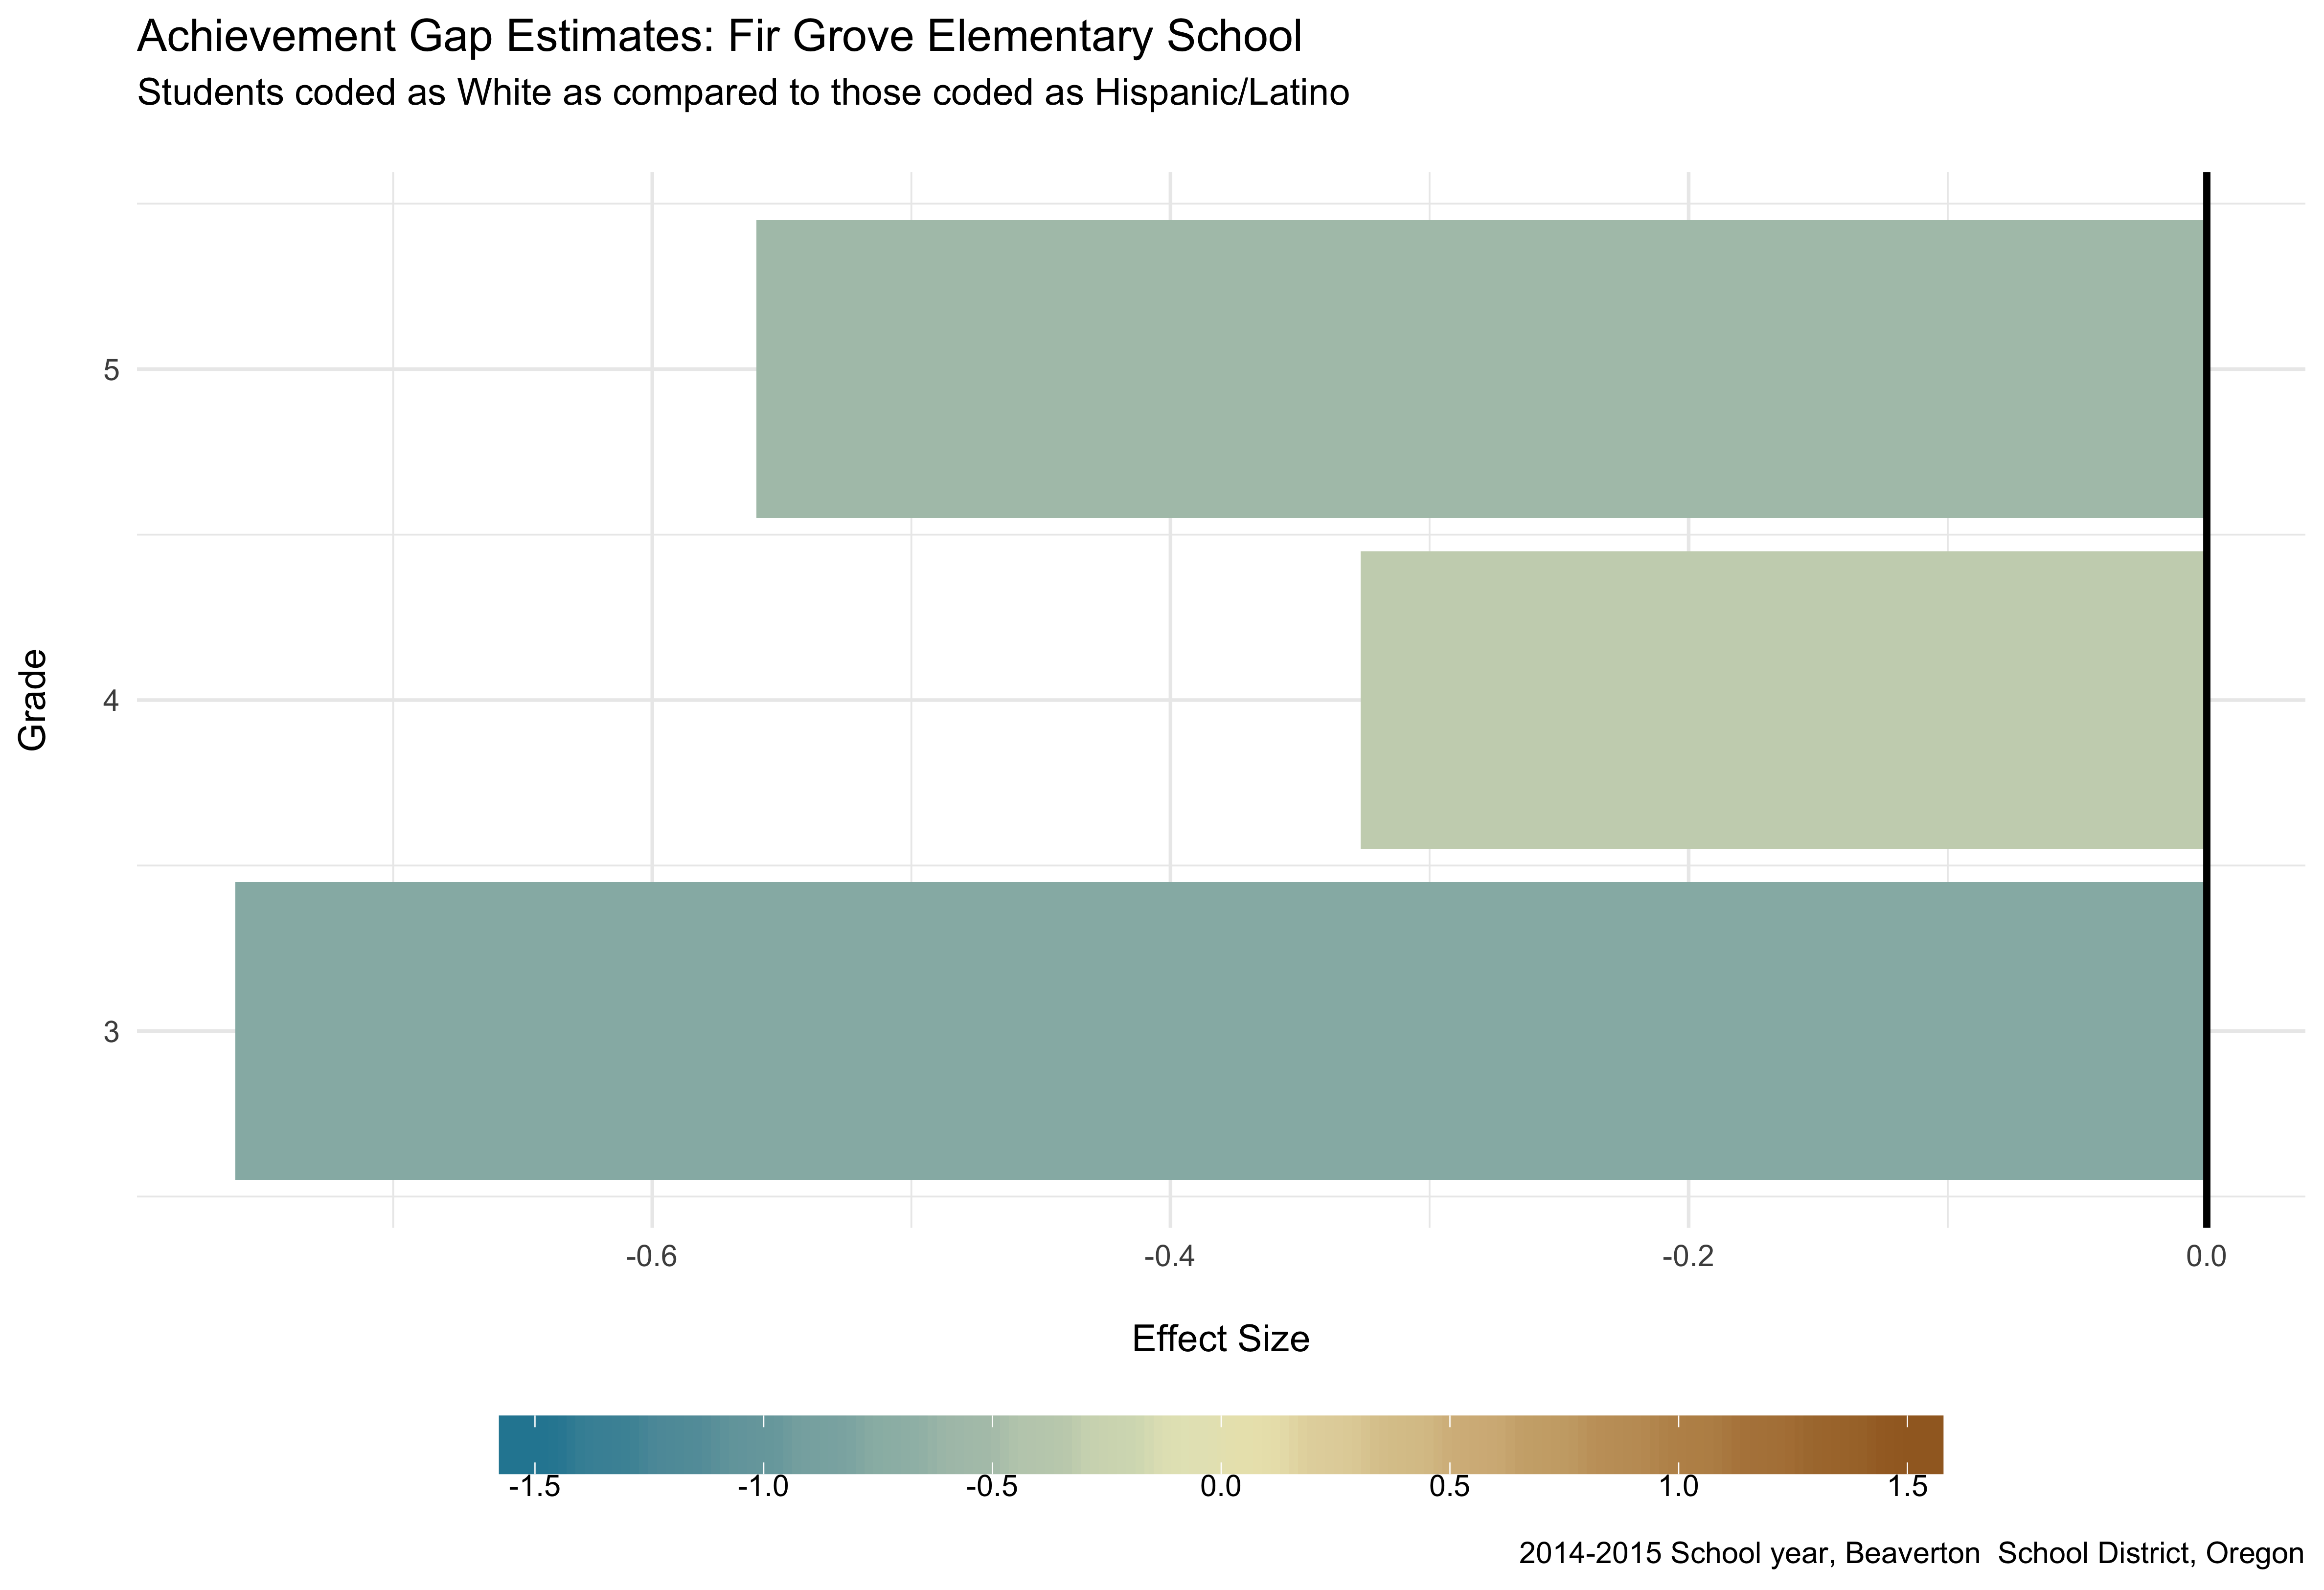 Achievement Gap Estimates: Fir Grove Elementary School
Students coded as White as compared to those coded as Hispanic/Latino
5
4
3
Grade
-0.6 -0.4 -0.2 0.0
Effect Size
-1.5 -1.0 -0.5 0.0 0.5 1.0 1.5
2014-2015 School year, Beaverton  School District, Oregon